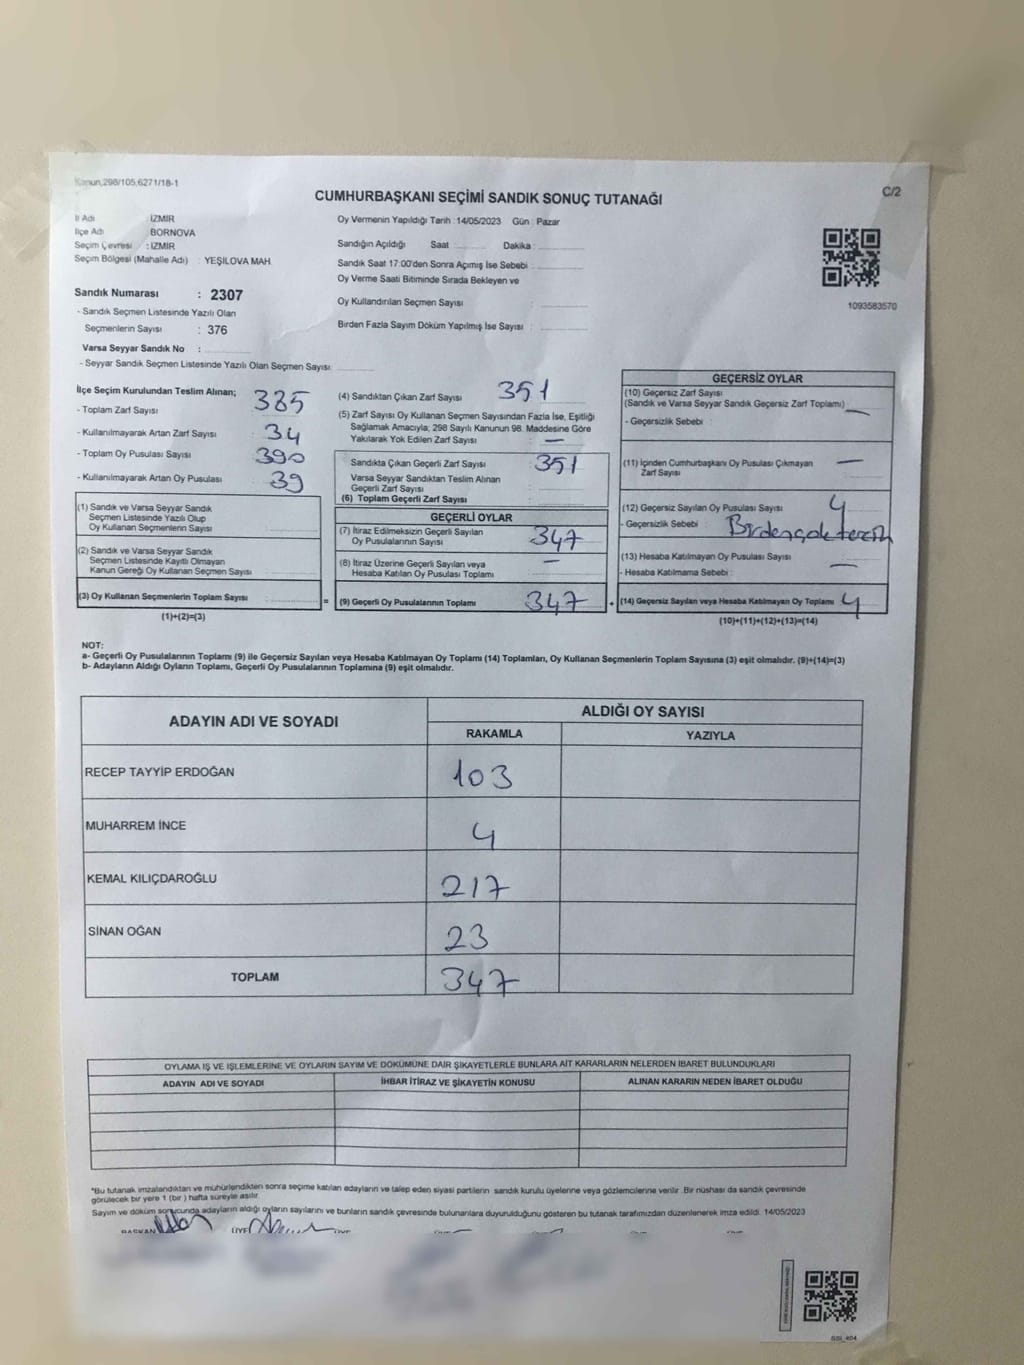 Kanun,298/105,6271/18-1
C/2
CUMHURBAŞKANI SEÇİMİ SANDIK SONUÇ TUTANAĞI
İl Adı : İZMİR
İlçe Adı : BORNOVA
Seçim Çevresi : İZMİR
Seçim Bölgesi (Mahalle Adı) : YEŞİLOVA MAH.
Sandık Numarası : 2307
- Sandık Seçmen Listesinde Yazılı Olan
Seçmenlerin Sayısı : 376
Varsa Seyyar Sandık No :
- Seyyar Sandık Seçmen Listesinde Yazılı Olan Seçmen Sayısı:
Oy Vermenin Yapıldığı Tarih :14/05/2023 Gün : Pazar
Sandığın Açıldığı Saat Dakika :
Sandık Saat 17:00'den Sonra Açımış İse Sebebi :
Oy Verme Saati Bitiminde Sırada Bekleyen ve
Oy Kullandırılan Seçmen Sayısı :
Birden Fazla Sayım Döküm Yapılmış İse Sayısı :
1093583570
İlçe Seçim Kurulundan Teslim Alınan;
- Toplam Zarf Sayısı 385
- Kullanılmayarak Artan Zarf Sayısı : 34
- Toplam Oy Pusulası Sayısı : 390
- Kullanılmayarak Artan Oy Pusulası : 39
(1) Sandık ve Varsa Seyyar Sandık
Seçmen Listesinde Yazılı Olup
Oy Kullanan Seçmenlerin Sayısı :
(2) Sandık ve Varsa Seyyar Sandık
Seçmen Listesinde Kayıtlı Olmayan
Kanun Gereği Oy Kullanan Seçmen Sayısı :
(3) Oy Kullanan Seçmenlerin Toplam Sayısı :
(1)+(2)=(3)
(4) Sandıktan Çıkan Zarf Sayısı : 351
(5) Zarf Sayısı Oy Kullanan Seçmen Sayısından Fazla İse, Eşitliği
Sağlamak Amacıyla; 298 Sayılı Kanunun 98. Maddesine Göre
Yakılarak Yok Edilen Zarf Sayısı : —
Sandıkta Çıkan Geçerli Zarf Sayısı : 351
Varsa Seyyar Sandıktan Teslim Alınan
Geçerli Zarf Sayısı :
(6) Toplam Geçerli Zarf Sayısı :
GEÇERLİ OYLAR
(7) İtiraz Edilmeksizin Geçerli Sayılan
Oy Pusulalarının Sayısı : 347
(8) İtiraz Üzerine Geçerli Sayılan veya
Hesaba Katılan Oy Pusulası Toplamı : —
= (9) Geçerli Oy Pusulalarının Toplamı : 347
GEÇERSİZ OYLAR
(10) Geçersiz Zarf Sayısı
(Sandık ve Varsa Seyyar Sandık Geçersiz Zarf Toplamı) : —
- Geçersizlik Sebebi :
(11) İçinden Cumhurbaşkanı Oy Pusulası Çıkmayan
Zarf Sayısı : —
(12) Geçersiz Sayılan Oy Pusulası Sayısı : 4
- Geçersizlik Sebebi : Birden çok tercih
(13) Hesaba Katılmayan Oy Pusulası Sayısı : —
- Hesaba Katılmama Sebebi :
+ (14) Geçersiz Sayılan veya Hesaba Katılmayan Oy Toplamı : 4
(10)+(11)+(12)+(13)=(14)
NOT:
a- Geçerli Oy Pusulalarının Toplamı (9) ile Geçersiz Sayılan veya Hesaba Katılmayan Oy Toplamı (14) Toplamları, Oy Kullanan Seçmenlerin Toplam Sayısına (3) eşit olmalıdır. (9)+(14)=(3)
b- Adayların Aldığı Oyların Toplamı, Geçerli Oy Pusulalarının Toplamına (9) eşit olmalıdır.
ADAYIN ADI VE SOYADI ALDIĞI OY SAYISI
RAKAMLA YAZIYLA
RECEP TAYYİP ERDOĞAN 103
MUHARREM İNCE 4
KEMAL KILIÇDAROĞLU 217
SİNAN OĞAN 23
TOPLAM 347
OYLAMA İŞ VE İŞLEMLERİNE VE OYLARIN SAYIM VE DÖKÜMÜNE DAİR ŞİKAYETLERLE BUNLARA AİT KARARLARIN NELERDEN İBARET BULUNDUKLARI
ADAYIN ADI VE SOYADI İHBAR İTİRAZ VE ŞİKAYETİN KONUSU ALINAN KARARIN NEDEN İBARET OLDUĞU
*Bu tutanak imzalandıktan ve mühürlendikten sonra seçime katılan adayların ve talep eden siyasi partilerin sandık kurulu üyelerine veya gözlemcilerine verilir. Bir nüshası da sandık çevresinde
görülecek bir yere 1 (bir) hafta süreyle asılır.
Sayım ve döküm sonucunda adayların aldığı oyların sayılarını ve bunların sandık çevresinde bulunanlara duyurulduğunu gösteren bu tutanak tarafımızdan düzenlenerek imza edildi. 14/05/2023
BAŞKAN ÜYE ÜYE ÜYE ÜYE ÜYE ÜYE